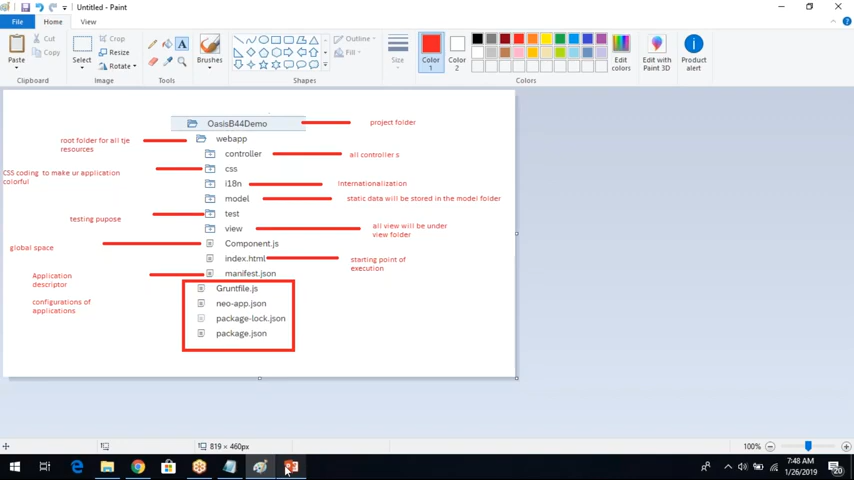 Untitled - Paint
File
Home
View
Paste
Cut
Copy
Clipboard
Select
Crop
Resize
Rotate
Image
A
Tools
Brushes
Outline
Fill
Shapes
Size
Color 1
Color 2
Edit colors
Colors
Edit with Paint 3D
Product alert
OasisB44Demo
project folder
root folder for all tje resources
webapp
controller
all controller s
CSS coding to make ur application colorful
css
i18n
Internationalization
model
static data will be stored in the model folder
testing pupose
test
view
all view will be under view folder
global space
Component.js
index.html
starting point of execution
Application descriptor
manifest.json
configurations of applications
Gruntfile.js
neo-app.json
package-lock.json
package.json
819 × 460px
100%
7:48 AM
1/26/2019
20